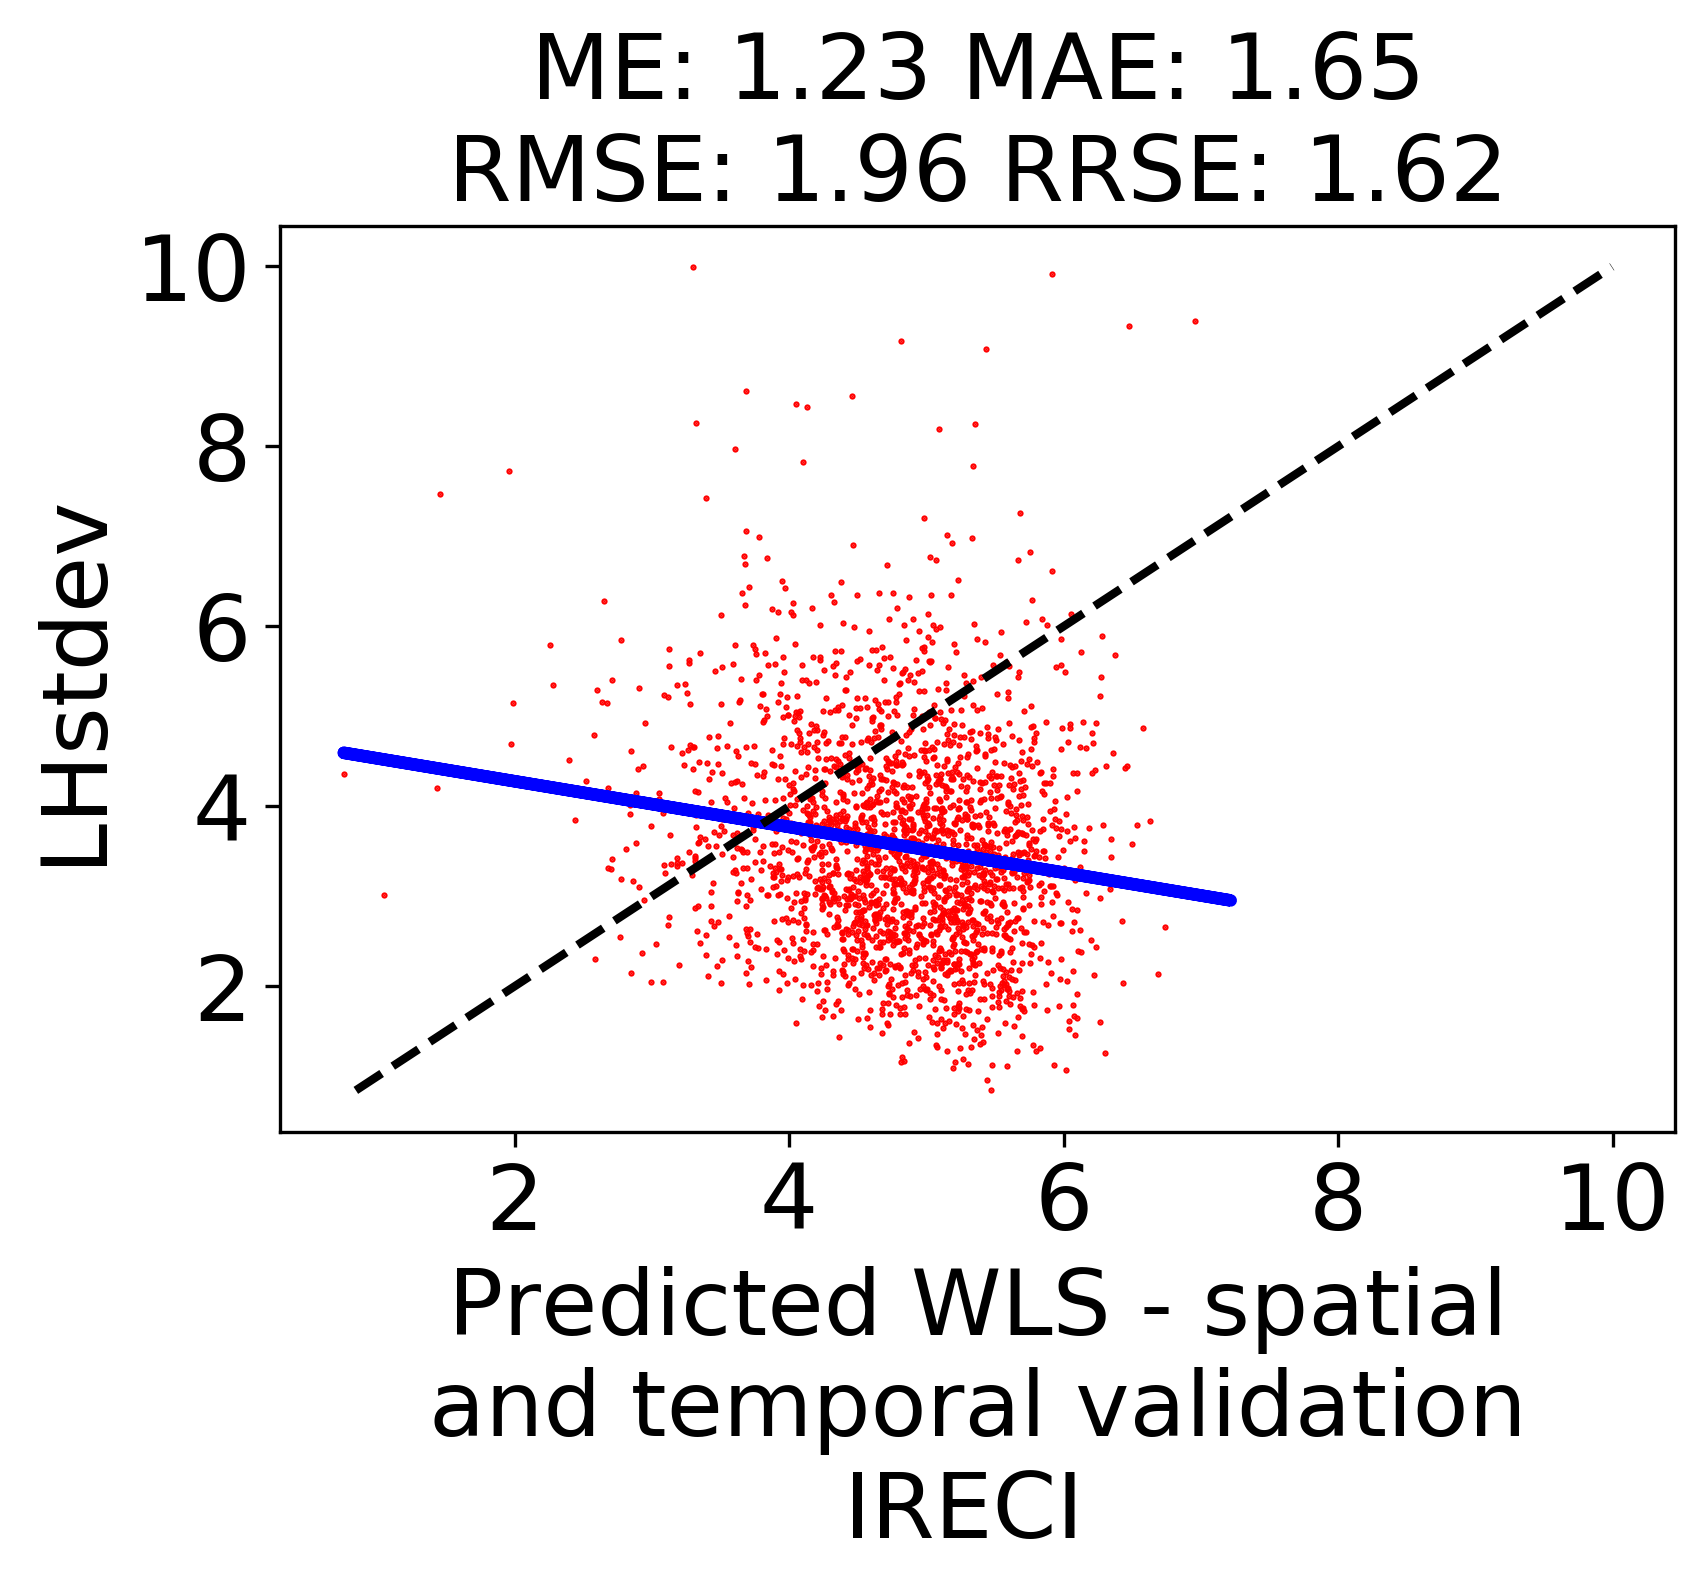 ME: 1.23 MAE: 1.65
RMSE: 1.96 RRSE: 1.62
10
8
6
4
2
LHstdev
2 4 6 8 10
Predicted WLS - spatial
and temporal validation
IRECI